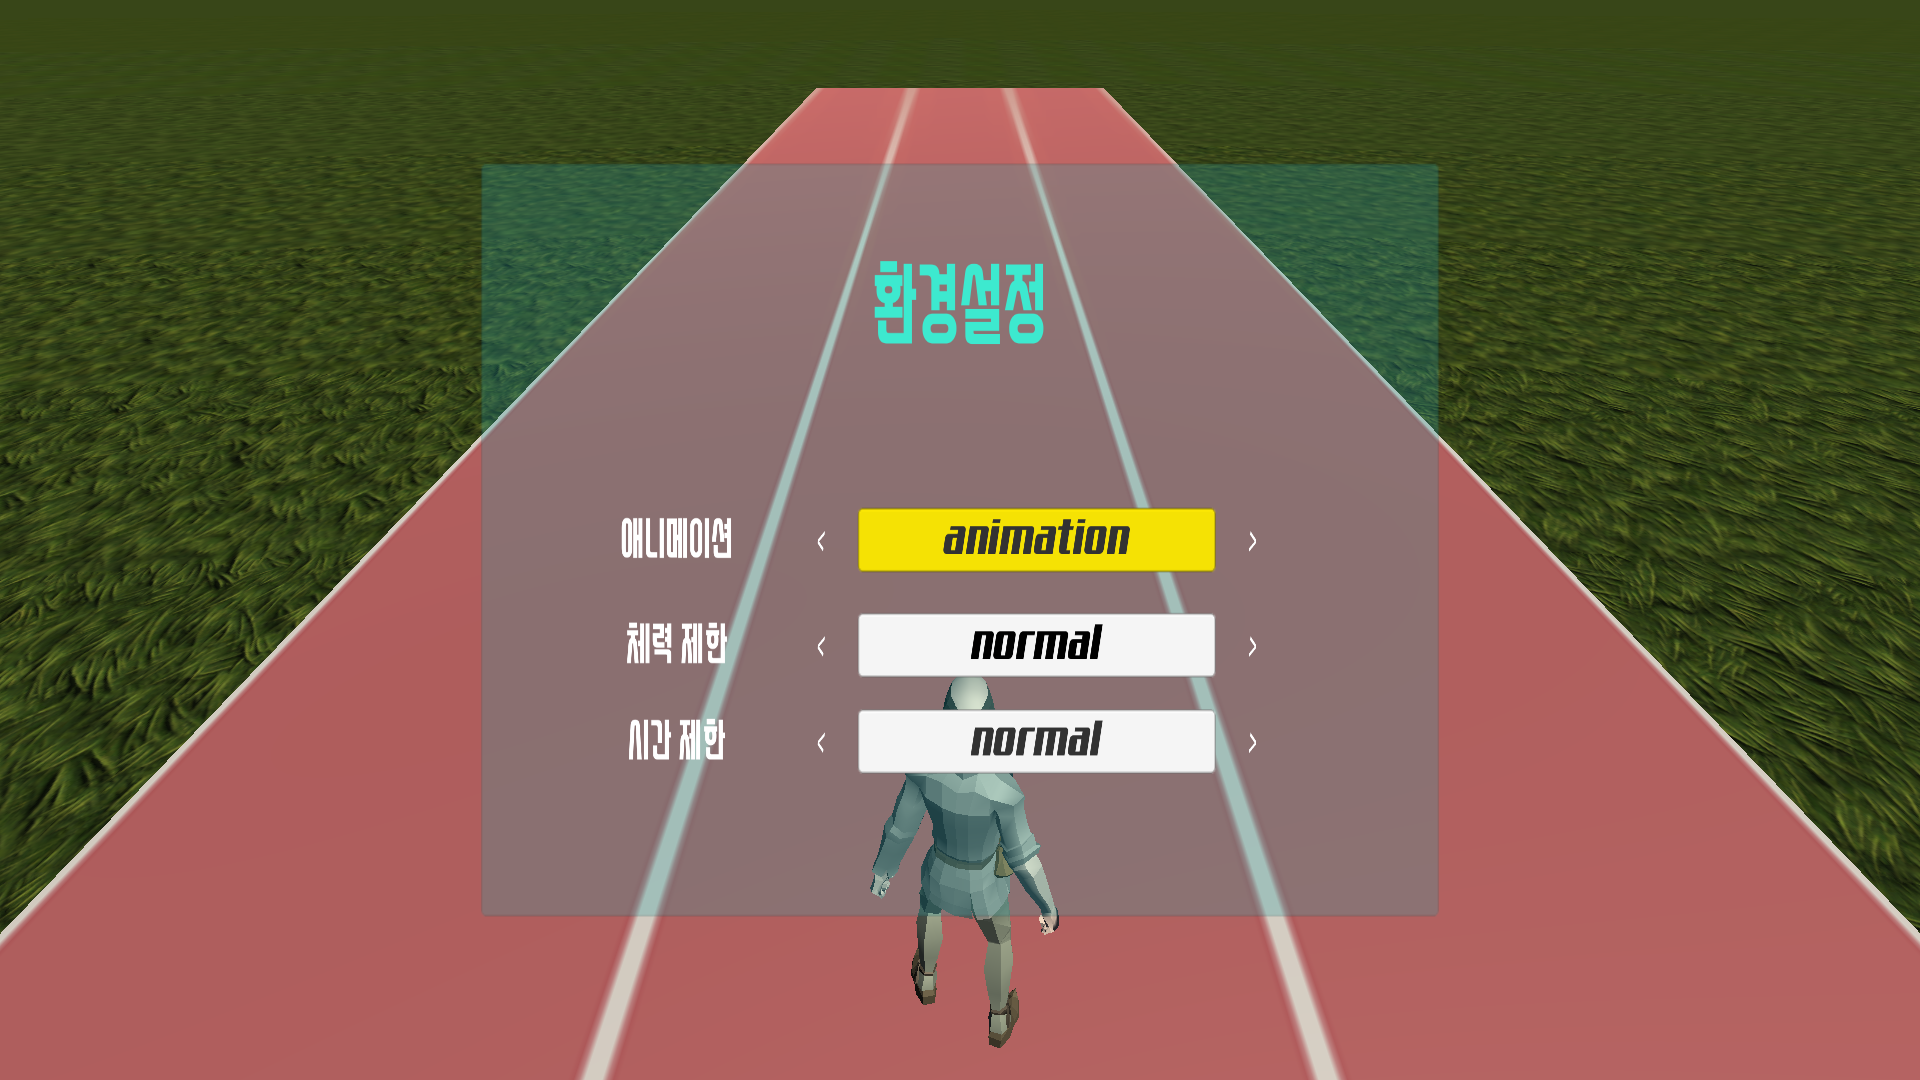 환경설정
애니메이션 < animation >
체력 제한 < normal >
시간 제한 < normal >